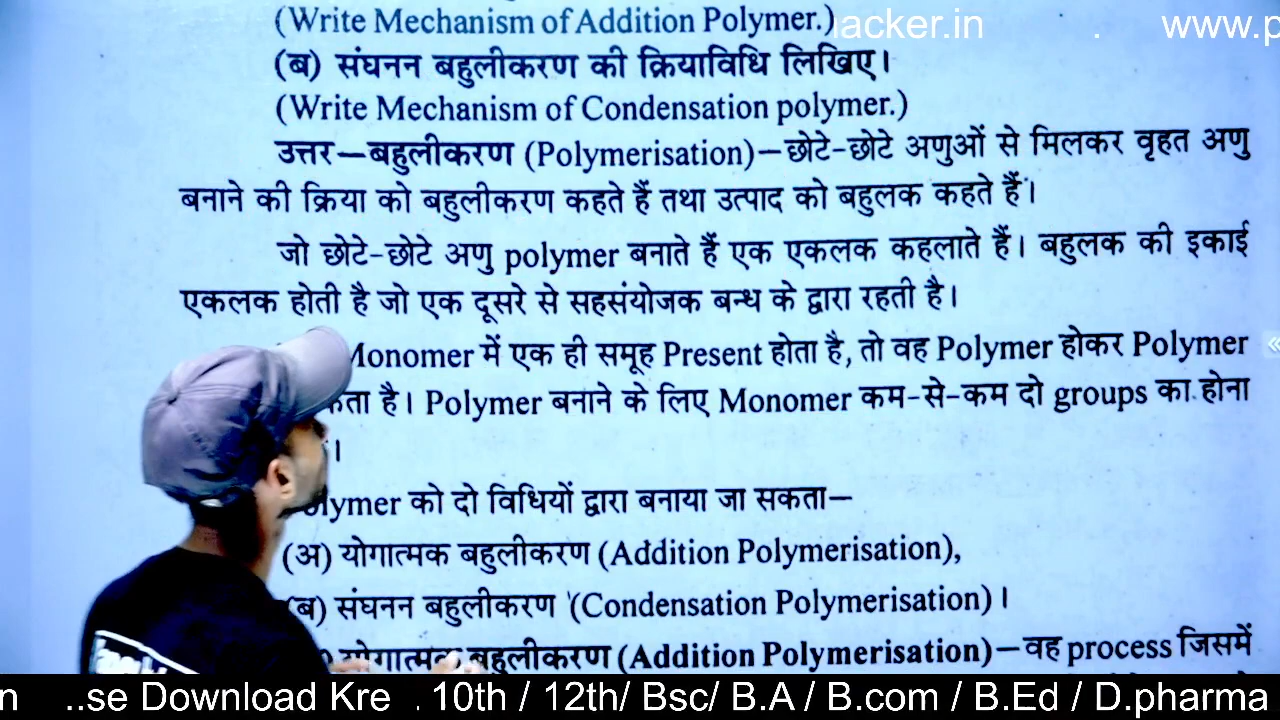 (Write Mechanism of Addition Polymer.)
acker.in . www.p
(ब) संघनन बहुलीकरण की क्रियाविधि लिखिए।
(Write Mechanism of Condensation polymer.)
उत्तर—बहुलीकरण (Polymerisation)—छोटे-छोटे अणुओं से मिलकर वृहत अणु
बनाने की क्रिया को बहुलीकरण कहते हैं तथा उत्पाद को बहुलक कहते हैं।
जो छोटे-छोटे अणु polymer बनाते हैं एक एकलक कहलाते हैं। बहुलक की इकाई
एकलक होती है जो एक दूसरे से सहसंयोजक बन्ध के द्वारा रहती है।
Monomer में एक ही समूह Present होता है, तो वह Polymer होकर Polymer
है। Polymer बनाने के लिए Monomer कम-से-कम दो groups का होना
।
lymer को दो विधियों द्वारा बनाया जा सकता—
(अ) योगात्मक बहुलीकरण (Addition Polymerisation),
(ब) संघनन बहुलीकरण (Condensation Polymerisation)।
योगात्मक बहुलीकरण (Addition Polymerisation)—वह process जिसमें
n ..se Download Kre . 10th / 12th/ Bsc/ B.A / B.com / B.Ed / D.pharma